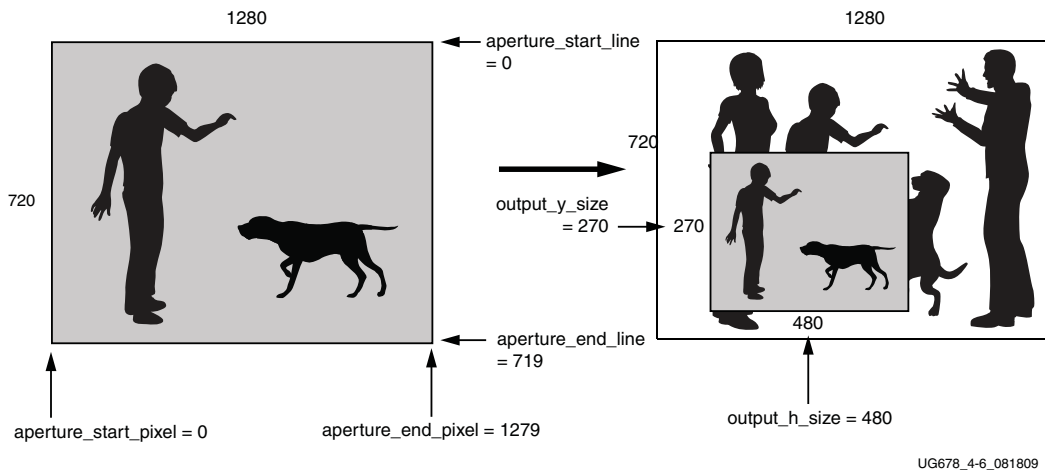 1280
1280
aperture_start_line
= 0
720
720
output_y_size
= 270
270
480
aperture_end_line
= 719
output_h_size = 480
aperture_start_pixel = 0
aperture_end_pixel = 1279
UG678_4-6_081809